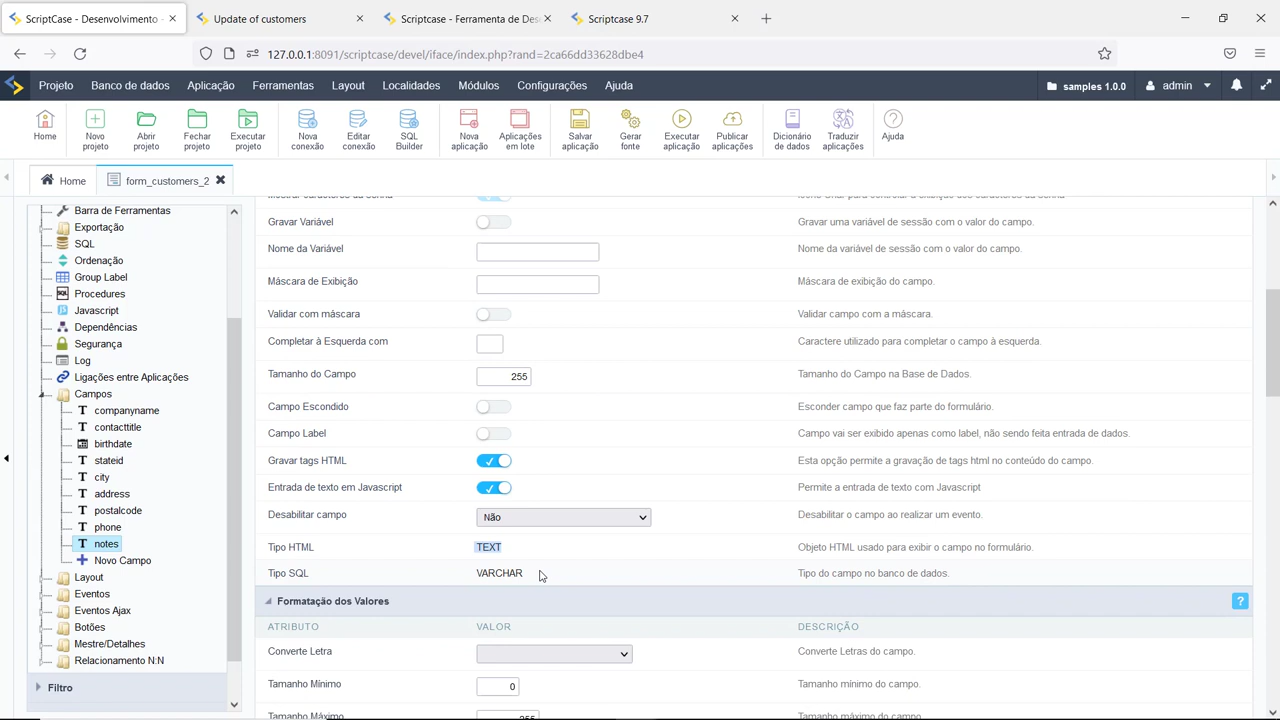 ScriptCase - Desenvolvimento -
Update of customers
Scriptcase - Ferramenta de Des
Scriptcase 9.7
127.0.0.1:8091/scriptcase/devel/iface/index.php?rand=2ca66dd33628dbe4
Projeto Banco de dados Aplicação Ferramentas Layout Localidades Módulos Configurações Ajuda samples 1.0.0 admin
Home
Novo projeto
Abrir projeto
Fechar projeto
Executar projeto
Nova conexão
Editar conexão
SQL Builder
Nova aplicação
Aplicações em lote
Salvar aplicação
Gerar fonte
Executar aplicação
Publicar aplicações
Dicionário de dados
Traduzir aplicações
Ajuda
Home
form_customers_2
Barra de Ferramentas
Exportação
SQL
Ordenação
Group Label
Procedures
Javascript
Dependências
Segurança
Log
Ligações entre Aplicações
Campos
companyname
contacttitle
birthdate
stateid
city
address
postalcode
phone
notes
Novo Campo
Layout
Eventos
Eventos Ajax
Botões
Mestre/Detalhes
Relacionamento N:N
Filtro
Gravar Variável Gravar uma variável de sessão com o valor do campo.
Nome da Variável Nome da variável de sessão com o valor do campo.
Máscara de Exibição Máscara de exibição do campo.
Validar com máscara Validar campo com a máscara.
Completar à Esquerda com Caractere utilizado para completar o campo à esquerda.
Tamanho do Campo 255 Tamanho do Campo na Base de Dados.
Campo Escondido Esconder campo que faz parte do formulário.
Campo Label Campo vai ser exibido apenas como label, não sendo feita entrada de dados.
Gravar tags HTML Esta opção permite a gravação de tags html no conteúdo do campo.
Entrada de texto em Javascript Permite a entrada de texto com Javascript
Desabilitar campo Não Desabilitar o campo ao realizar um evento.
Tipo HTML TEXT Objeto HTML usado para exibir o campo no formulário.
Tipo SQL VARCHAR Tipo do campo no banco de dados.
Formatação dos Valores ?
ATRIBUTO VALOR DESCRIÇÃO
Converte Letra Converte Letras do campo.
Tamanho Mínimo 0 Tamanho mínimo do campo.
Tamanho Máximo 255 Tamanho máximo do campo.